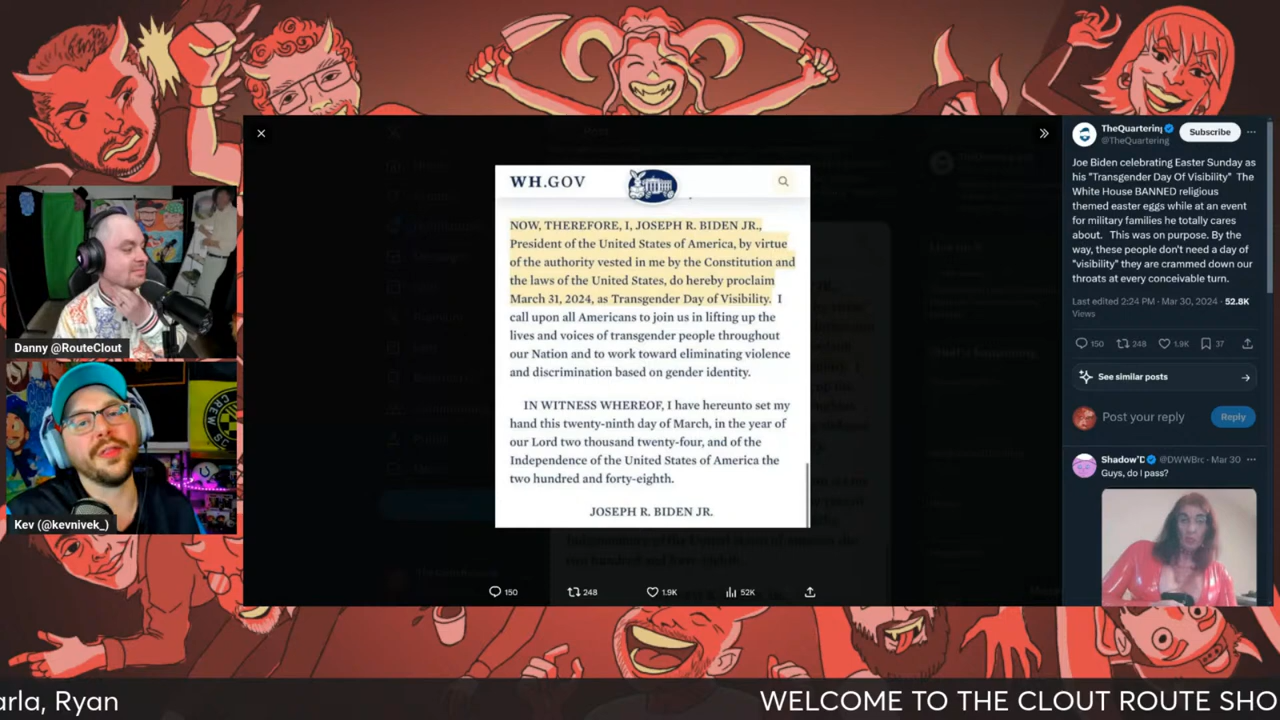 WH.GOV
NOW, THEREFORE, I, JOSEPH R. BIDEN JR.,
President of the United States of America, by virtue
of the authority vested in me by the Constitution and
the laws of the United States, do hereby proclaim
March 31, 2024, as Transgender Day of Visibility. I
call upon all Americans to join us in lifting up the
lives and voices of transgender people throughout
our Nation and to work toward eliminating violence
and discrimination based on gender identity.
IN WITNESS WHEREOF, I have hereunto set my
hand this twenty-ninth day of March, in the year of
our Lord two thousand twenty-four, and of the
Independence of the United States of America the
two hundred and forty-eighth.
JOSEPH R. BIDEN JR.
150 248 1.9K 52K
TheQuartering
@TheQuartering
Subscribe
Joe Biden celebrating Easter Sunday as
his "Transgender Day Of Visibility" The
White House BANNED religious
themed easter eggs while at an event
for military families he totally cares
about. This was on purpose. By the
way, these people don't need a day of
"visibility" they are crammed down our
throats at every conceivable turn.
Last edited 2:24 PM · Mar 30, 2024 · 52.8K
Views
150 248 1.9K 37
See similar posts
Post your reply
Reply
Shadow'D @DWWBrc · Mar 30
Guys, do I pass?
Danny @RouteClout
Kev (@kevnivek_)
arla, Ryan
WELCOME TO THE CLOUT ROUTE SHO